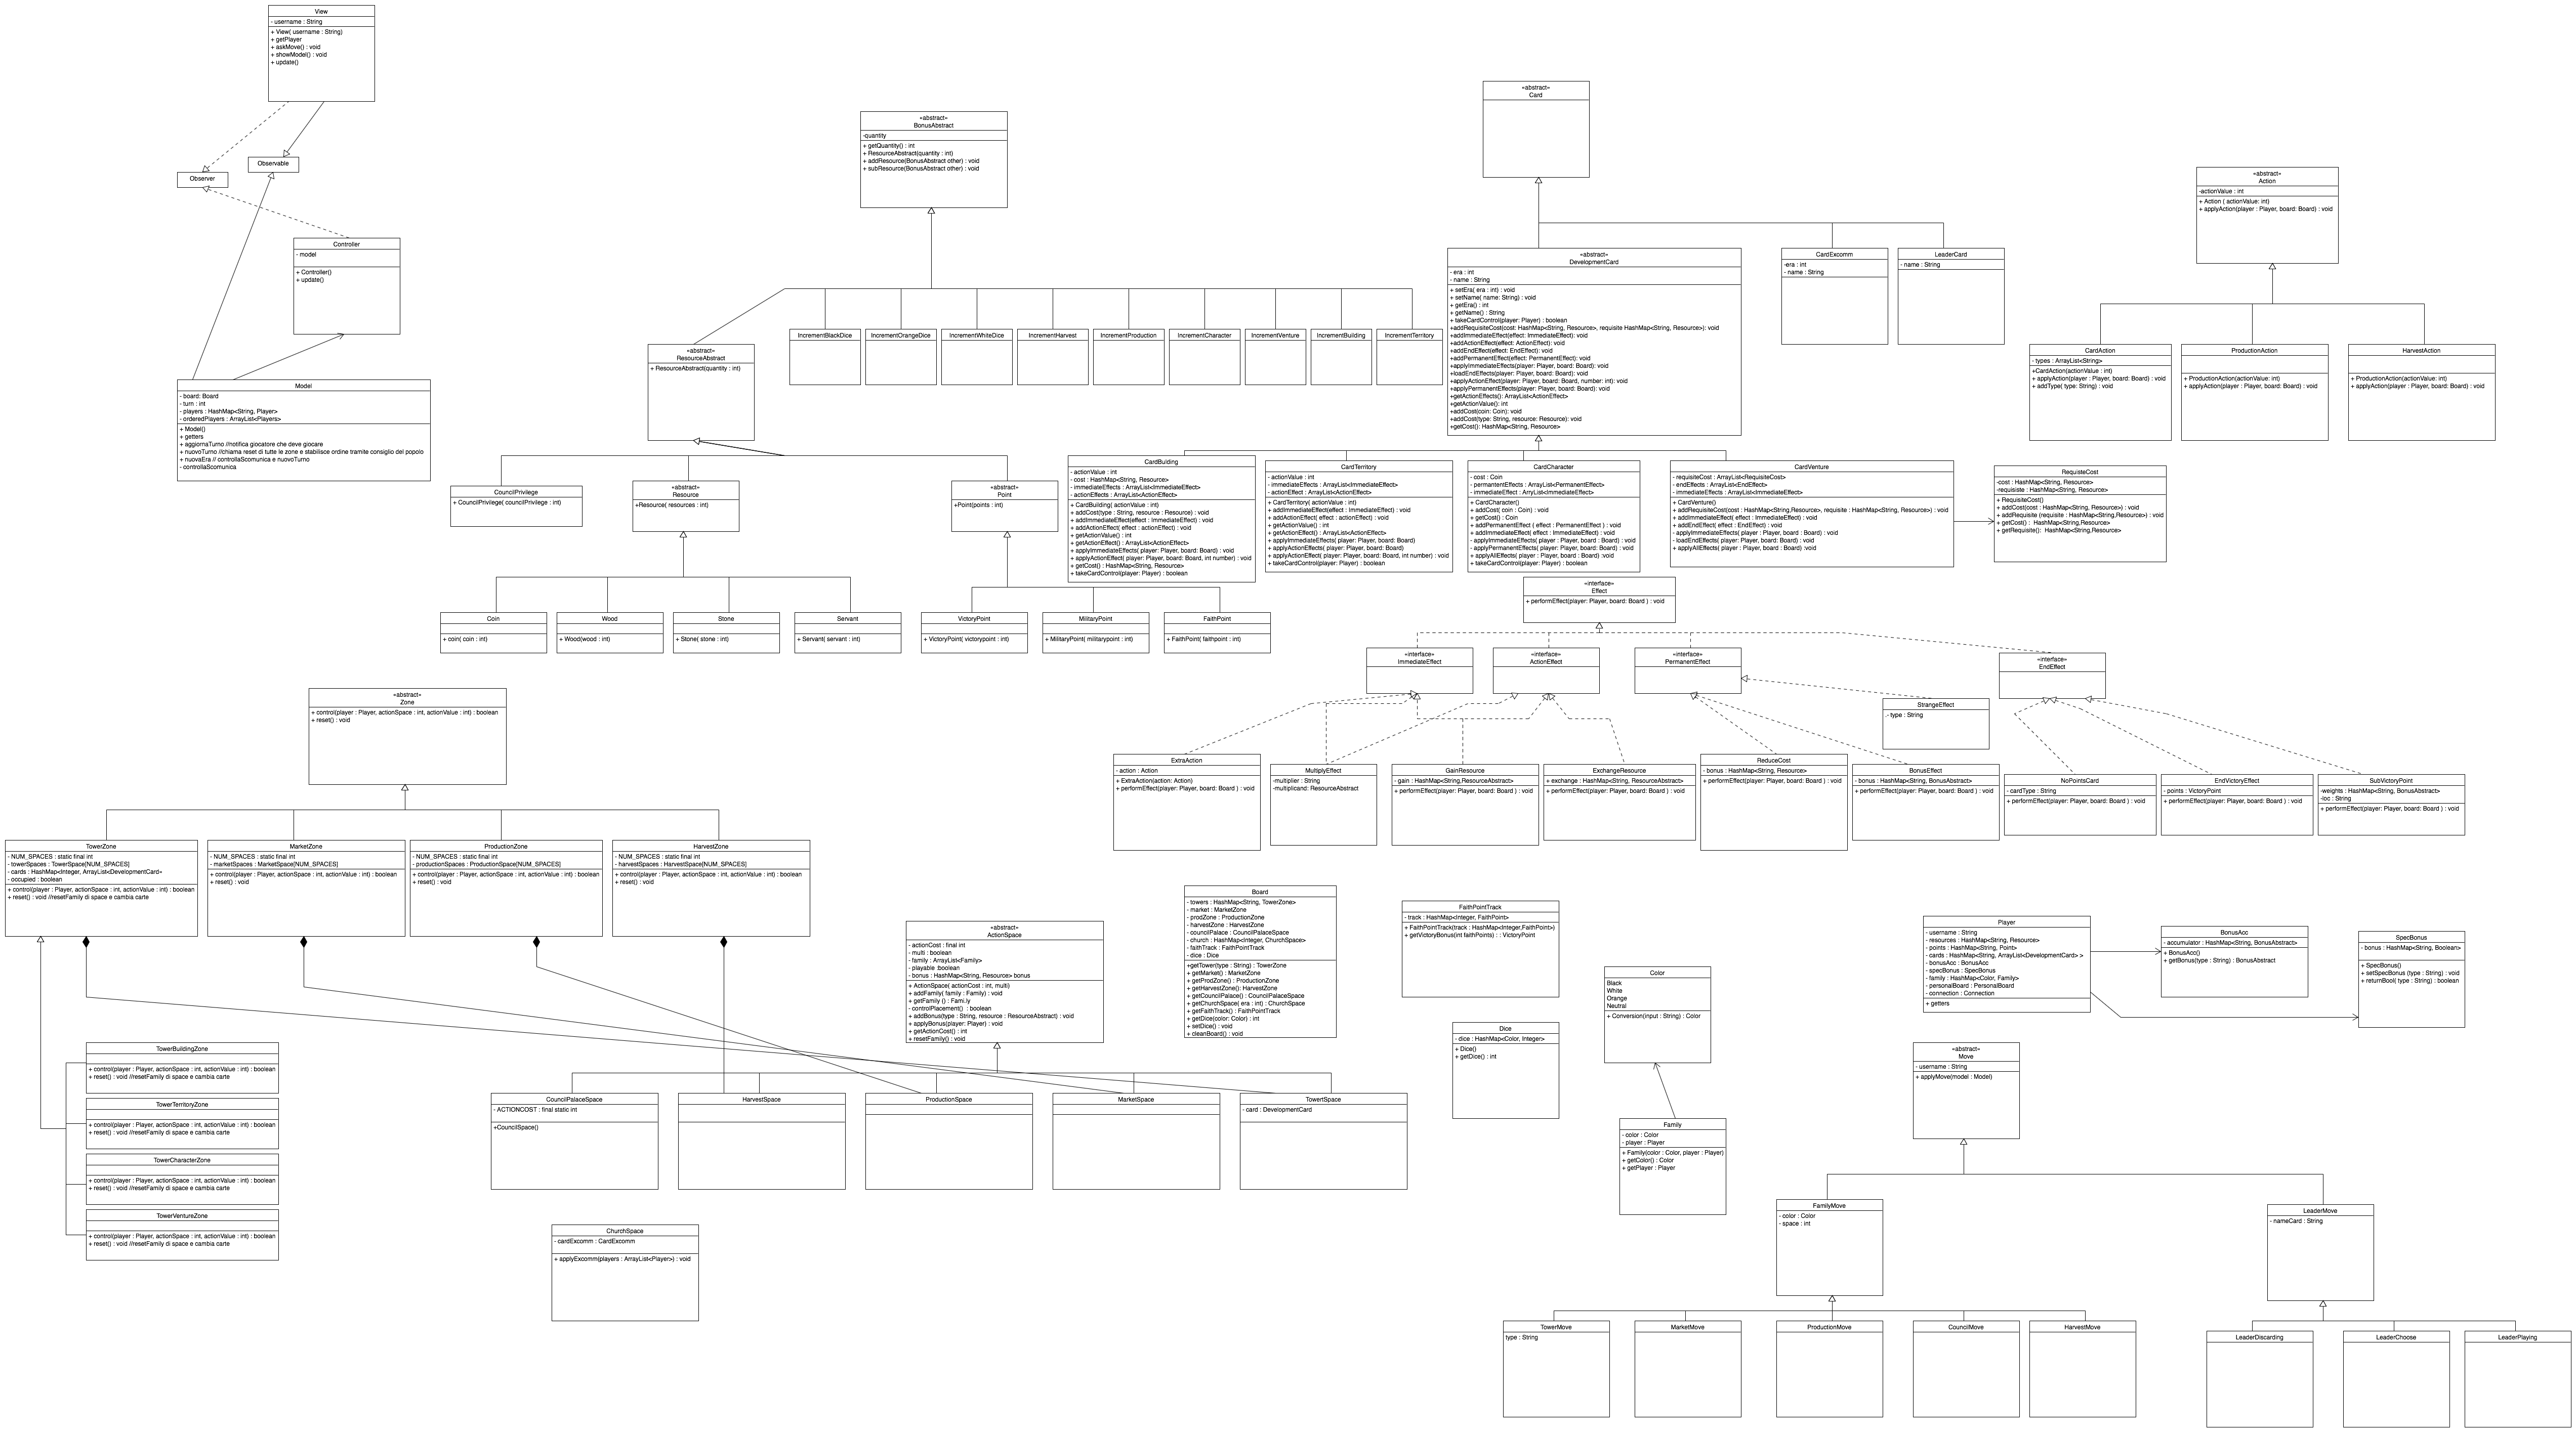 View
- username : String
+ View( username : String)
+ getPlayer
+ askMove() : void
+ showModel() : void
+ update()
Observable
Observer
Controller
- model
+ Controller()
+ update()
Model
- board: Board
- turn : int
- players : HashMap<String, Player>
- orderedPlayers : ArrayList<Players>
+ Model()
+ getters
+ aggiornaTurno //notifica giocatore che deve giocare
+ nuovoTurno //chiama reset di tutte le zone e stabilisce ordine tramite consiglio del popolo
+ nuovaEra // controllaScomunica e nuovoTurno
- controllaScomunica
«abstract»
BonusAbstract
-quantity
+ getQuantity() : int
+ ResourceAbstract(quantity : int)
+ addResource(BonusAbstract other) : void
+ subResource(BonusAbstract other) : void
IncrementBlackDice
IncrementOrangeDice
IncrementWhiteDice
IncrementHarvest
IncrementProduction
IncrementCharacter
IncrementVenture
IncrementBuilding
IncrementTerritory
«abstract»
ResourceAbstract
+ ResourceAbstract(quantity : int)
CouncilPrivilege
+ CouncilPrivilege( councilPrivilege : int)
«abstract»
Resource
+Resource( resources : int)
«abstract»
Point
+Point(points : int)
Coin
+ coin( coin : int)
Wood
+ Wood(wood : int)
Stone
+ Stone( stone : int)
Servant
+ Servant( servant : int)
VictoryPoint
+ VictoryPoint( victorypoint : int)
MilitaryPoint
+ MilitaryPoint( militarypoint : int)
FaithPoint
+ FaithPoint( faithpoint : int)
«abstract»
Card
«abstract»
DevelopmentCard
- era : int
- name : String
+ setEra( era : int) : void
+ setName( name: String) : void
+ getEra() : int
+ getName() : String
+ takeCardControl(player: Player) : boolean
+addRequisiteCost(cost: HashMap<String, Resource>, requisite HashMap<String, Resource>): void
+addImmediateEffect(effect: ImmediateEffect): void
+addActionEffect(effect: ActionEffect): void
+addEndEffect(effect: EndEffect): void
+addPermanentEffect(effect: PermanentEffect): void
+applyImmediateEffects(player: Player, board: Board): void
+loadEndEffects(player: Player, board: Board): void
+applyActionEffect(player: Player, board: Board, number: int): void
+applyPermanentEffects(player: Player, board: Board): void
+getActionEffects(): ArrayList<ActionEffect>
+getActionValue(): int
+addCost(coin: Coin): void
+addCost(type: String, resource: Resource): void
+getCost(): HashMap<String, Resource>
CardExcomm
-era : int
- name : String
LeaderCard
- name : String
«abstract»
Action
-actionValue : int
+ Action ( actionValue: int)
+ applyAction(player : Player, board: Board) : void
CardAction
- types : ArrayList<String>
+CardAction(actionValue : int)
+ applyAction(player : Player, board: Board) : void
+ addType( type: String) : void
ProductionAction
+ ProductionAction(actionValue: int)
+ applyAction(player : Player, board: Board) : void
HarvestAction
+ ProductionAction(actionValue: int)
+ applyAction(player : Player, board: Board) : void
CardBulding
- actionValue : int
- cost : HashMap<String, Resource>
- immediateEffects : ArrayList<ImmediateEffect>
- actionEffects : ArrayList<ActionEffect>
+ CardBuilding( actionValue : int)
+ addCost(type : String, resource : Resource) : void
+ addImmediateEffect(effect : ImmediateEffect) : void
+ addActionEffect( effect : actionEffect) : void
+ getActionValue() : int
+ getActionEffect() : ArrayList<ActionEffect>
+ applyImmediateEffects( player: Player, board: Board) : void
+ applyActionEffect( player: Player, board: Board, int number) : void
+ getCost() : HashMap<String, Resource>
+ takeCardControl(player: Player) : boolean
CardTerritory
- actionValue : int
- immediateEffects : ArrayList<ImmediateEffect>
- actionEffect : ArrayList<ActionEffect>
+ CardTerritory( actionValue : int)
+ addImmediateEffect(effect : ImmediateEffect) : void
+ addActionEffect( effect : actionEffect) : void
+ getActionValue() : int
+ getActionEffect() : ArrayList<ActionEffect>
+ applyImmediateEffects( player: Player, board: Board)
+ applyActionEffects( player: Player, board: Board)
+ applyActionEffect( player: Player, board: Board, int number) : void
+ takeCardControl(player: Player) : boolean
CardCharacter
- cost : Coin
- permantentEffects : ArrayList<PermanentEffect>
- immediateEffect : ArrayList<ImmediateEffect>
+ CardCharacter()
+ addCost( coin : Coin) : void
+ getCost() : Coin
+ addPermanentEffect ( effect : PermanentEffect ) : void
+ addImmediateEffect( effect : ImmediateEffect) : void
- applyImmediateEffects( player : Player, board : Board) : void
- applyPermanentEffects( player: Player, board : Board) : void
+ applyAllEffects( player : Player, board : Board) :void
+ takeCardControl(player: Player) : boolean
CardVenture
- requisiteCost : ArrayList<RequisiteCost>
- endEffects : ArrayList<EndEffect>
- immediateEffects : ArrayList<ImmediateEffect>
+ CardVenture()
+ addRequisiteCost(cost : HashMap<String,Resource>, requisite : HashMap<String, Resource>) : void
+ addImmediateEffect( effect : ImmediateEffect) : void
+ addEndEffect( effect : EndEffect) : void
- applyImmediateEffects( player : Player, board : Board) : void
- loadEndEffects( player: Player, board : Board) : void
+ applyAllEffects( player : Player, board : Board) :void
RequisteCost
-cost : HashMap<String, Resource>
-requisiste : HashMap<String, Resource>
+ RequisiteCost()
+ addCost(cost : HashMap<String, Resource>) : void
+ addRequisite (requisite : HashMap<String,Resource>) : void
+ getCost() : HashMap<String,Resource>
+ getRequisite(): HashMap<String,Resource>
«interface»
Effect
+ performEffect(player: Player, board: Board ) : void
«interface»
ImmediateEffect
«interface»
ActionEffect
«interface»
PermanentEffect
«interface»
EndEffect
StrangeEffect
.- type : String
ExtraAction
- action : Action
+ ExtraAction(action: Action)
+ performEffect(player: Player, board: Board ) : void
MultiplyEffect
-multiplier : String
-multiplicand: ResourceAbstract
GainResource
- gain : HashMap<String,ResourceAbstract>
+ performEffect(player: Player, board: Board ) : void
ExchangeResource
+ exchange : HashMap<String, ResourceAbstract>
+ performEffect(player: Player, board: Board ) : void
ReduceCost
- bonus : HashMap<String, Resource>
+ performEffect(player: Player, board: Board ) : void
BonusEffect
- bonus : HashMap<String, BonusAbstract>
+ performEffect(player: Player, board: Board ) : void
NoPointsCard
- cardType : String
+ performEffect(player: Player, board: Board ) : void
EndVictoryEffect
- points : VictoryPoint
+ performEffect(player: Player, board: Board ) : void
SubVictoryPoint
-weights : HashMap<String, BonusAbstract>
-loc : String
+ performEffect(player: Player, board: Board ) : void
«abstract»
Zone
+ control(player : Player, actionSpace : int, actionValue : int) : boolean
+ reset() : void
TowerZone
- NUM_SPACES : static final int
- towerSpaces : TowerSpace[NUM_SPACES]
- cards : HashMap<Integer, ArrayList<DevelopmentCard>
- occupied : boolean
+ control(player : Player, actionSpace : int, actionValue : int) : boolean
+ reset() : void //resetFamily di space e cambia carte
MarketZone
- NUM_SPACES : static final int
- marketSpaces : MarketSpace[NUM_SPACES]
+ control(player : Player, actionSpace : int, actionValue : int) : boolean
+ reset() : void
ProductionZone
- NUM_SPACES : static final int
- productionSpaces : ProductionSpace[NUM_SPACES]
+ control(player : Player, actionSpace : int, actionValue : int) : boolean
+ reset() : void
HarvestZone
- NUM_SPACES : static final int
- harvestSpaces : HarvestSpace[NUM_SPACES]
+ control(player : Player, actionSpace : int, actionValue : int) : boolean
+ reset() : void
TowerBuildingZone
+ control(player : Player, actionSpace : int, actionValue : int) : boolean
+ reset() : void //resetFamily di space e cambia carte
TowerTerritoryZone
+ control(player : Player, actionSpace : int, actionValue : int) : boolean
+ reset() : void //resetFamily di space e cambia carte
TowerCharacterZone
+ control(player : Player, actionSpace : int, actionValue : int) : boolean
+ reset() : void //resetFamily di space e cambia carte
TowerVentureZone
+ control(player : Player, actionSpace : int, actionValue : int) : boolean
+ reset() : void //resetFamily di space e cambia carte
«abstract»
ActionSpace
- actionCost : final int
- multi : boolean
- family : ArrayList<Family>
- playable :boolean
- bonus : HashMap<String, Resource> bonus
+ ActionSpace( actionCost : int, multi)
+ addFamily( family : Family) : void
+ getFamily () : Fami.ly
- controlPlacement() : boolean
+ addBonus(type : String, resource : ResourceAbstract) : void
+ applyBonus(player: Player) : void
+ getActionCost() : int
+ resetFamily() : void
CouncilPalaceSpace
- ACTIONCOST : final static int
+CouncilSpace()
HarvestSpace
ProductionSpace
MarketSpace
TowertSpace
- card : DevelopmentCard
ChurchSpace
- cardExcomm : CardExcomm
+ applyExcomm(players : ArrayList<Player>) : void
Board
- towers : HashMap<String, TowerZone>
- market : MarketZone
- prodZone : ProductionZone
- harvestZone : HarvestZone
- councilPalace : CouncilPalaceSpace
- church : HashMap<Integer, ChurchSpace>
- faithTrack : FaithPointTrack
- dice : Dice
+getTower(type : String) : TowerZone
+ getMarket() : MarketZone
+ getProdZone() : ProductionZone
+ getHarvestZone(): HarvestZone
+ getCouncilPalace() : CouncilPalaceSpace
+ getChurchSpace( era : int) : ChurchSpace
+ getFaithTrack() : FaithPointTrack
+ getDice(color: Color) : int
+ setDice() : void
+ cleanBoard() : void
FaithPointTrack
- track : HashMap<Integer, FaithPoint>
+ FaithPointTrack(track : HashMap<Integer,FaithPoint>)
+ getVictoryBonus(int faithPoints) : : VictoryPoint
Dice
- dice : HashMap<Color, Integer>
+ Dice()
+ getDice() : int
Color
Black
White
Orange
Neutral
+ Conversion(input : String) : Color
Family
- color : Color
- player : Player
+ Family(color : Color, player : Player)
+ getColor() : Color
+ getPlayer : Player
Player
- username : String
- resources : HashMap<String, Resource>
- points : HashMap<String, Point>
- cards : HashMap<String, ArrayList<DevelopmentCard> >
- bonusAcc : BonusAcc
- specBonus : SpecBonus
- family : HashMap<Color, Family>
- personalBoard : PersonalBoard
- connection : Connection
+ getters
BonusAcc
- accumulator : HashMap<String, BonusAbstract>
+ BonusAcc()
+ getBonus(type : String) : BonusAbstract
SpecBonus
- bonus : HashMap<String, Boolean>
+ SpecBonus()
+ setSpecBonus (type : String) : void
+ returnBool( type : String) : boolean
«abstract»
Move
- username : String
+ applyMove(model : Model)
FamilyMove
- color : Color
- space : int
LeaderMove
- nameCard : String
TowerMove
type : String
MarketMove
ProductionMove
CouncilMove
HarvestMove
LeaderDiscarding
LeaderChoose
LeaderPlaying